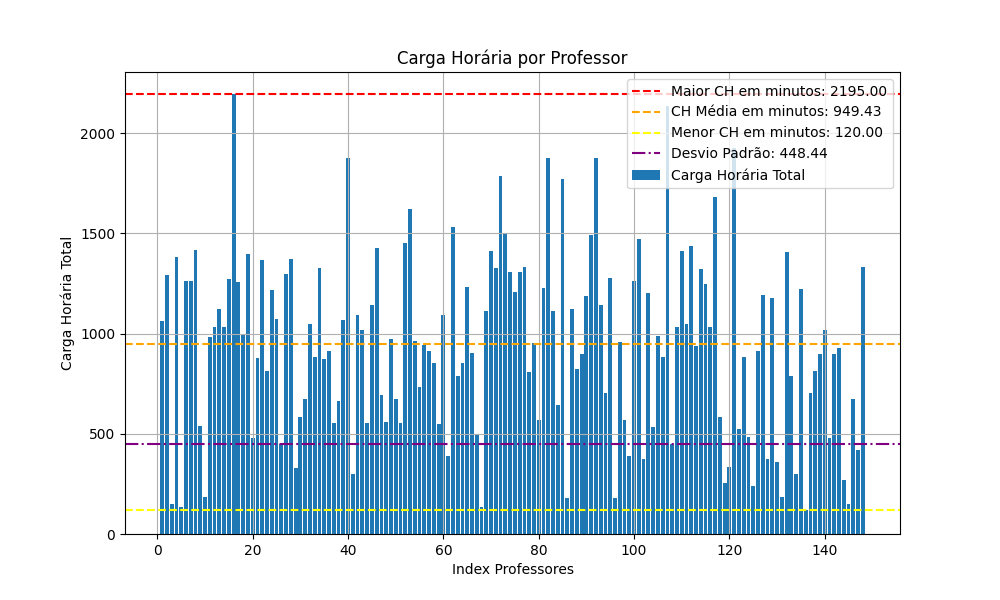 Carga Horária por Professor
Maior CH em minutos: 2195.00
CH Média em minutos: 949.43
Menor CH em minutos: 120.00
Desvio Padrão: 448.44
Carga Horária Total
Carga Horária Total
2000
1500
1000
500
0
0 20 40 60 80 100 120 140
Index Professores